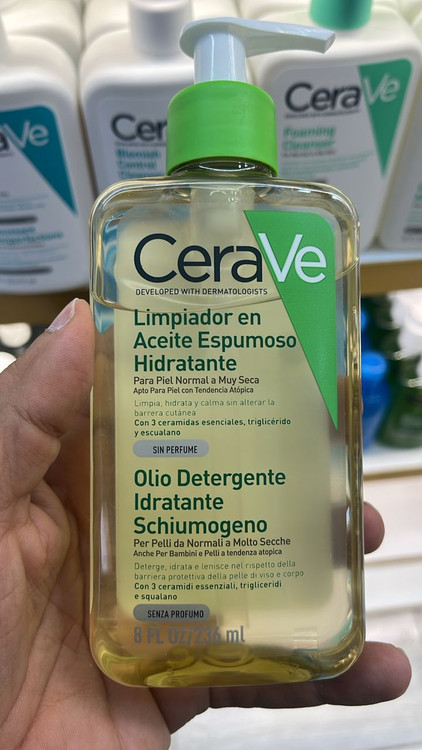 CeraVe
DEVELOPED WITH DERMATOLOGISTS
Limpiador en
Aceite Espumoso
Hidratante
Para Piel Normal a Muy Seca
Apto Para Piel con Tendencia Atópica
Limpia, hidrata y calma sin alterar la
barrera cutánea
Con 3 ceramidas esenciales, triglicérido
y escualano
SIN PERFUME
Olio Detergente
Idratante
Schiumogeno
Per Pelli da Normali a Molto Secche
Anche Per Bambini e Pelli a tendenza atopica
Deterge, idrata e lenisce nel rispetto della
barriera protettiva della pelle di viso e corpo
Con 3 ceramidi essenziali, trigliceridi
e squalano
SENZA PROFUMO
8 FL OZ/236 ml
aVe
Cer
Blemish
Control
CeraVe
Foaming
Cleanser